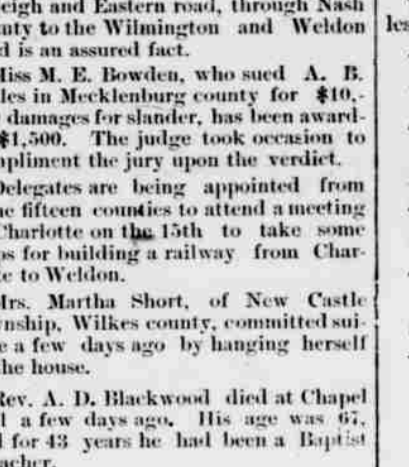 leigh and Eastern road, through Nash
nty to the Wilmington and Weldon
d is an assured fact.
Miss M. E. Bowden, who sued A. B.
les in Mecklenburg county for $10,-
damages for slander, has been award-
$1,500. The judge took occasion to
pliment the jury upon the verdict.
Delegates are being appointed from
e fifteen counties to attend a meeting
Charlotte on the 15th to take some
ps for building a railway from Char-
te to Weldon.
Mrs. Martha Short, of New Castle
nship, Wilkes county, committed sui-
e a few days ago by hanging herself
the house.
Rev. A. D. Blackwood died at Chapel
l a few days ago. His age was 67,
d for 43 years he had been a Baptist
acher.
lea